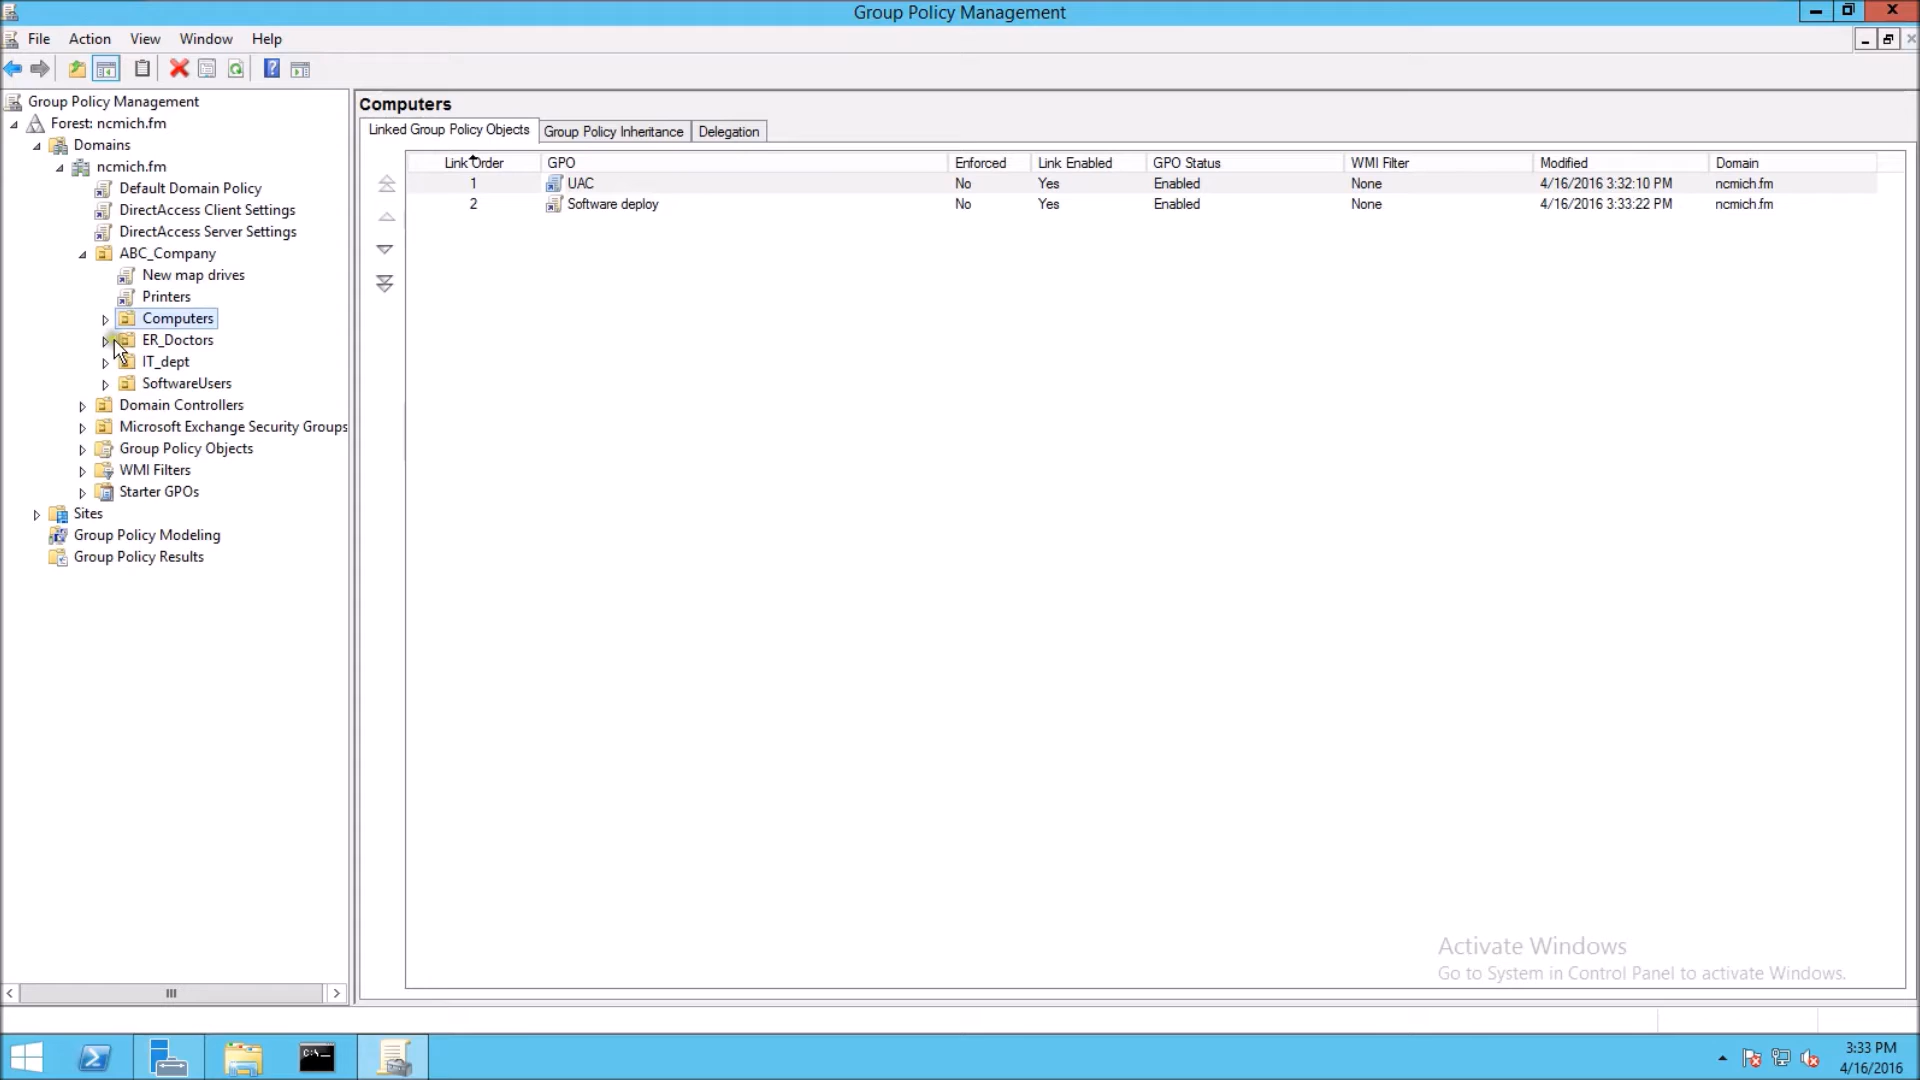 Group Policy Management
File Action View Window Help
Group Policy Management
Forest: ncmich.fm
Domains
ncmich.fm
Default Domain Policy
DirectAccess Client Settings
DirectAccess Server Settings
ABC_Company
New map drives
Printers
Computers
ER_Doctors
IT_dept
SoftwareUsers
Domain Controllers
Microsoft Exchange Security Groups
Group Policy Objects
WMI Filters
Starter GPOs
Sites
Group Policy Modeling
Group Policy Results
Computers
Linked Group Policy Objects Group Policy Inheritance Delegation
Link Order GPO Enforced Link Enabled GPO Status WMI Filter Modified Domain
1 UAC No Yes Enabled None 4/16/2016 3:32:10 PM ncmich.fm
2 Software deploy No Yes Enabled None 4/16/2016 3:33:22 PM ncmich.fm
Activate Windows
Go to System in Control Panel to activate Windows.
C:\_
3:33 PM
4/16/2016